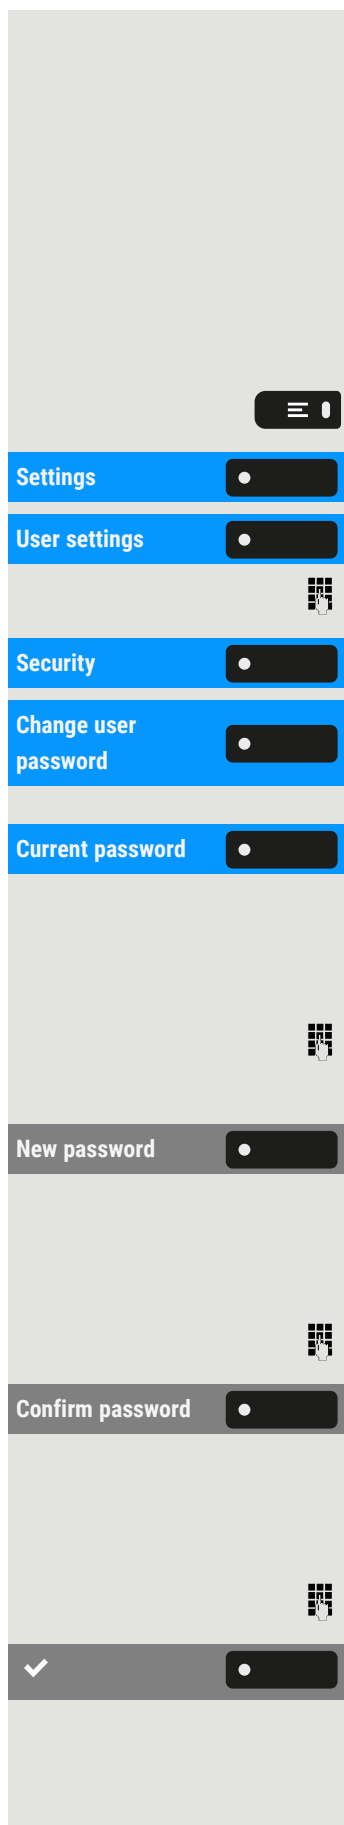 Settings
User settings
Security
Change user
password
Current password
New password
Confirm password